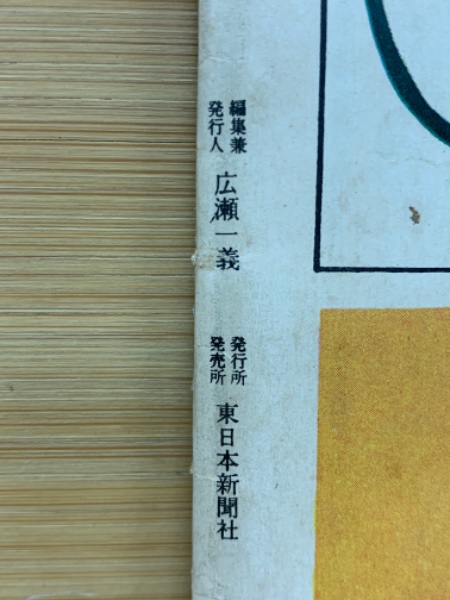 編集兼
発行人
広瀬一義
発行所
発売所
東日本新聞社